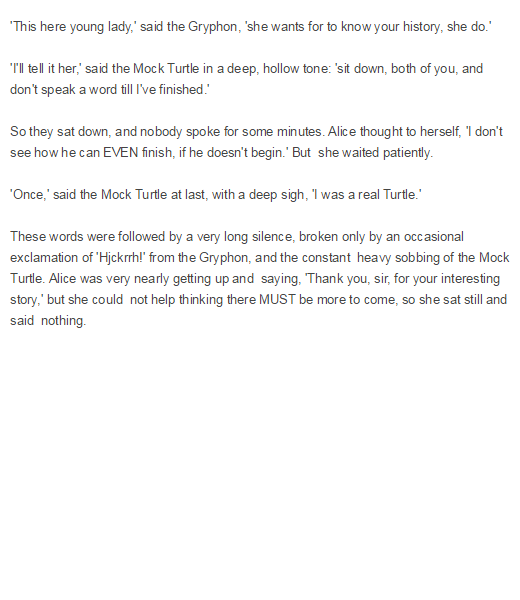 'This here young lady,' said the Gryphon, 'she wants for to know your history, she do.'
'I'll tell it her,' said the Mock Turtle in a deep, hollow tone: 'sit down, both of you, and
don't speak a word till I've finished.'
So they sat down, and nobody spoke for some minutes. Alice thought to herself, 'I don't
see how he can EVEN finish, if he doesn't begin.' But  she waited patiently.
'Once,' said the Mock Turtle at last, with a deep sigh, 'I was a real Turtle.'
These words were followed by a very long silence, broken only by an occasional
exclamation of 'Hjckrrh!' from the Gryphon, and the constant  heavy sobbing of the Mock
Turtle. Alice was very nearly getting up and  saying, 'Thank you, sir, for your interesting
story,' but she could  not help thinking there MUST be more to come, so she sat still and
said  nothing.